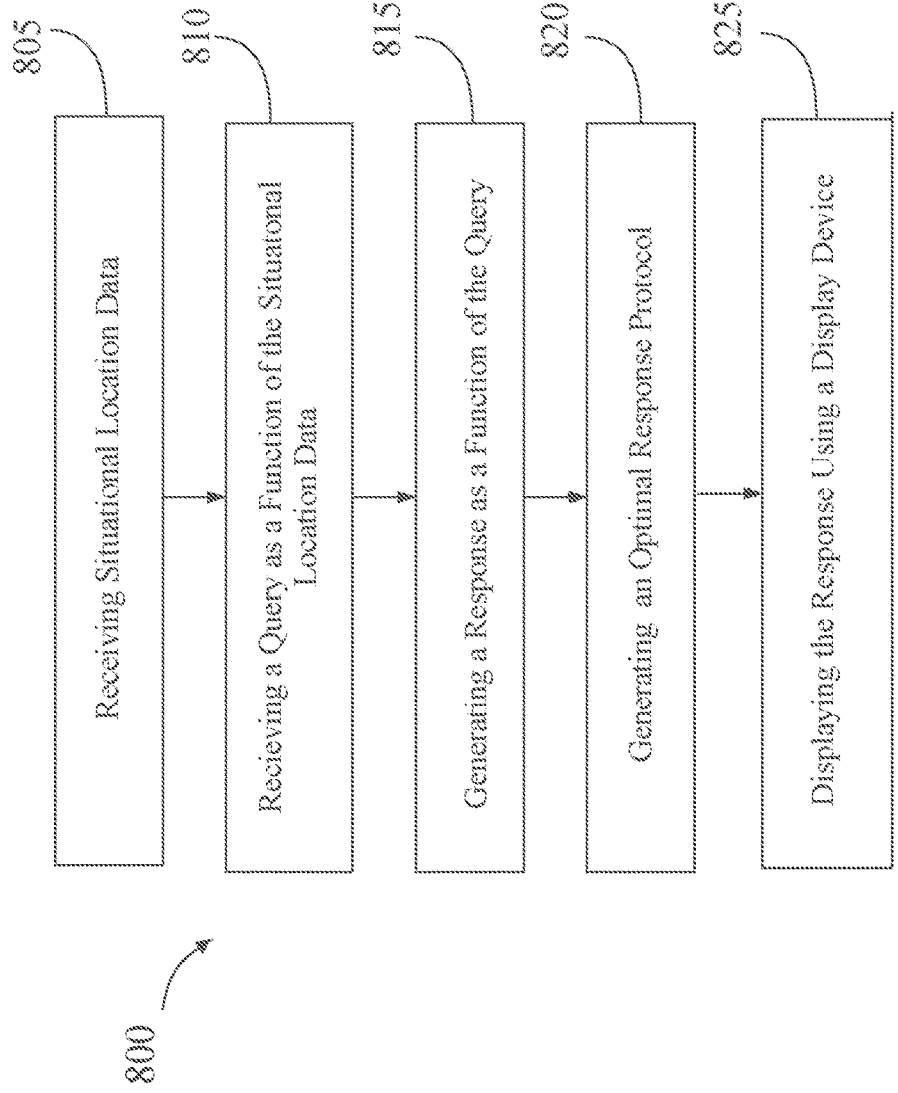 800
805
Receiving Situational Location Data
810
Recieving a Query as a Function of the Situatonal
Location Data
815
Generating a Response as a Function of the Query
820
Generating an Optimal Response Protocol
825
Displaying the Response Using a Display Device